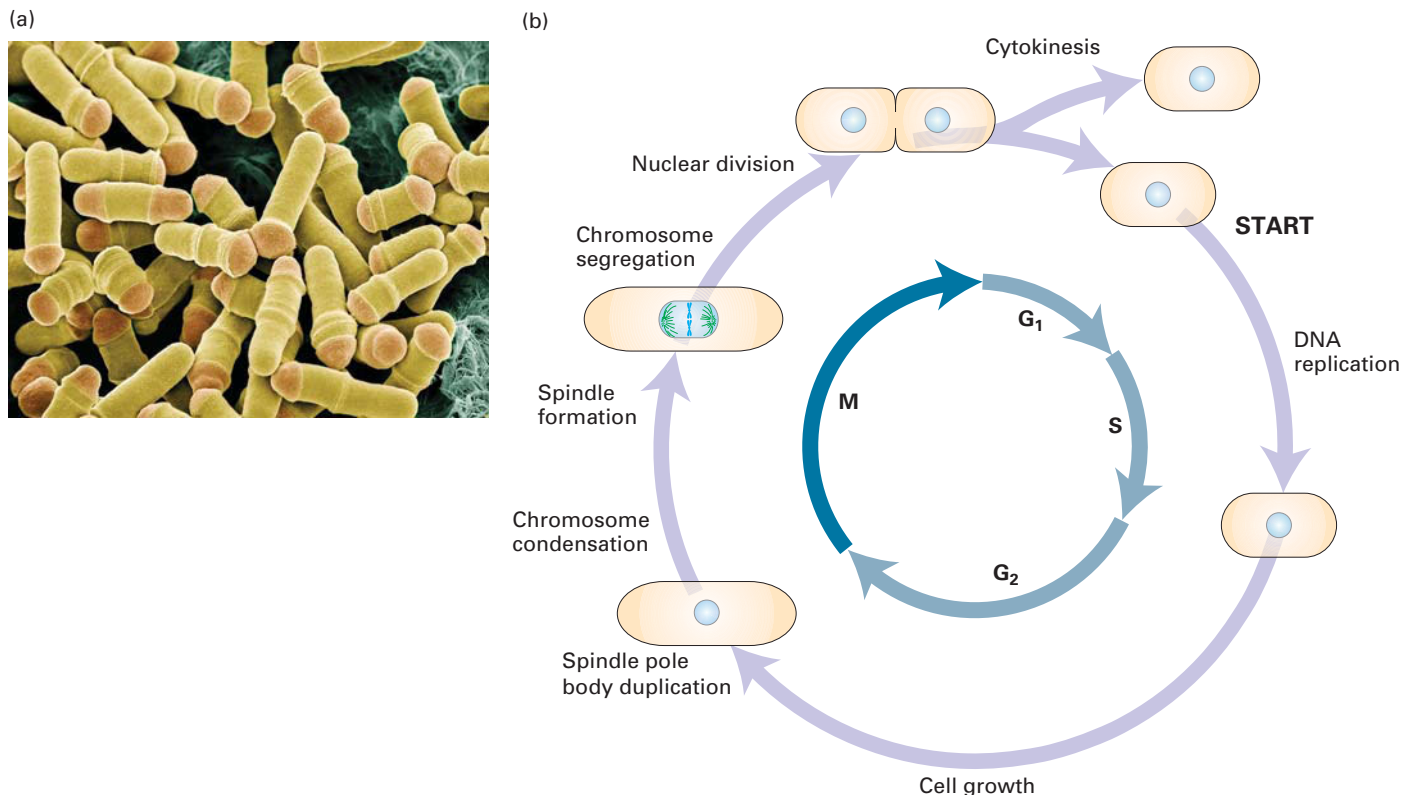 (a)
(b)
Cytokinesis
Nuclear division
START
Chromosome
segregation
G₁
DNA
replication
Spindle
formation
M
S
Chromosome
condensation
G₂
Spindle pole
body duplication
Cell growth